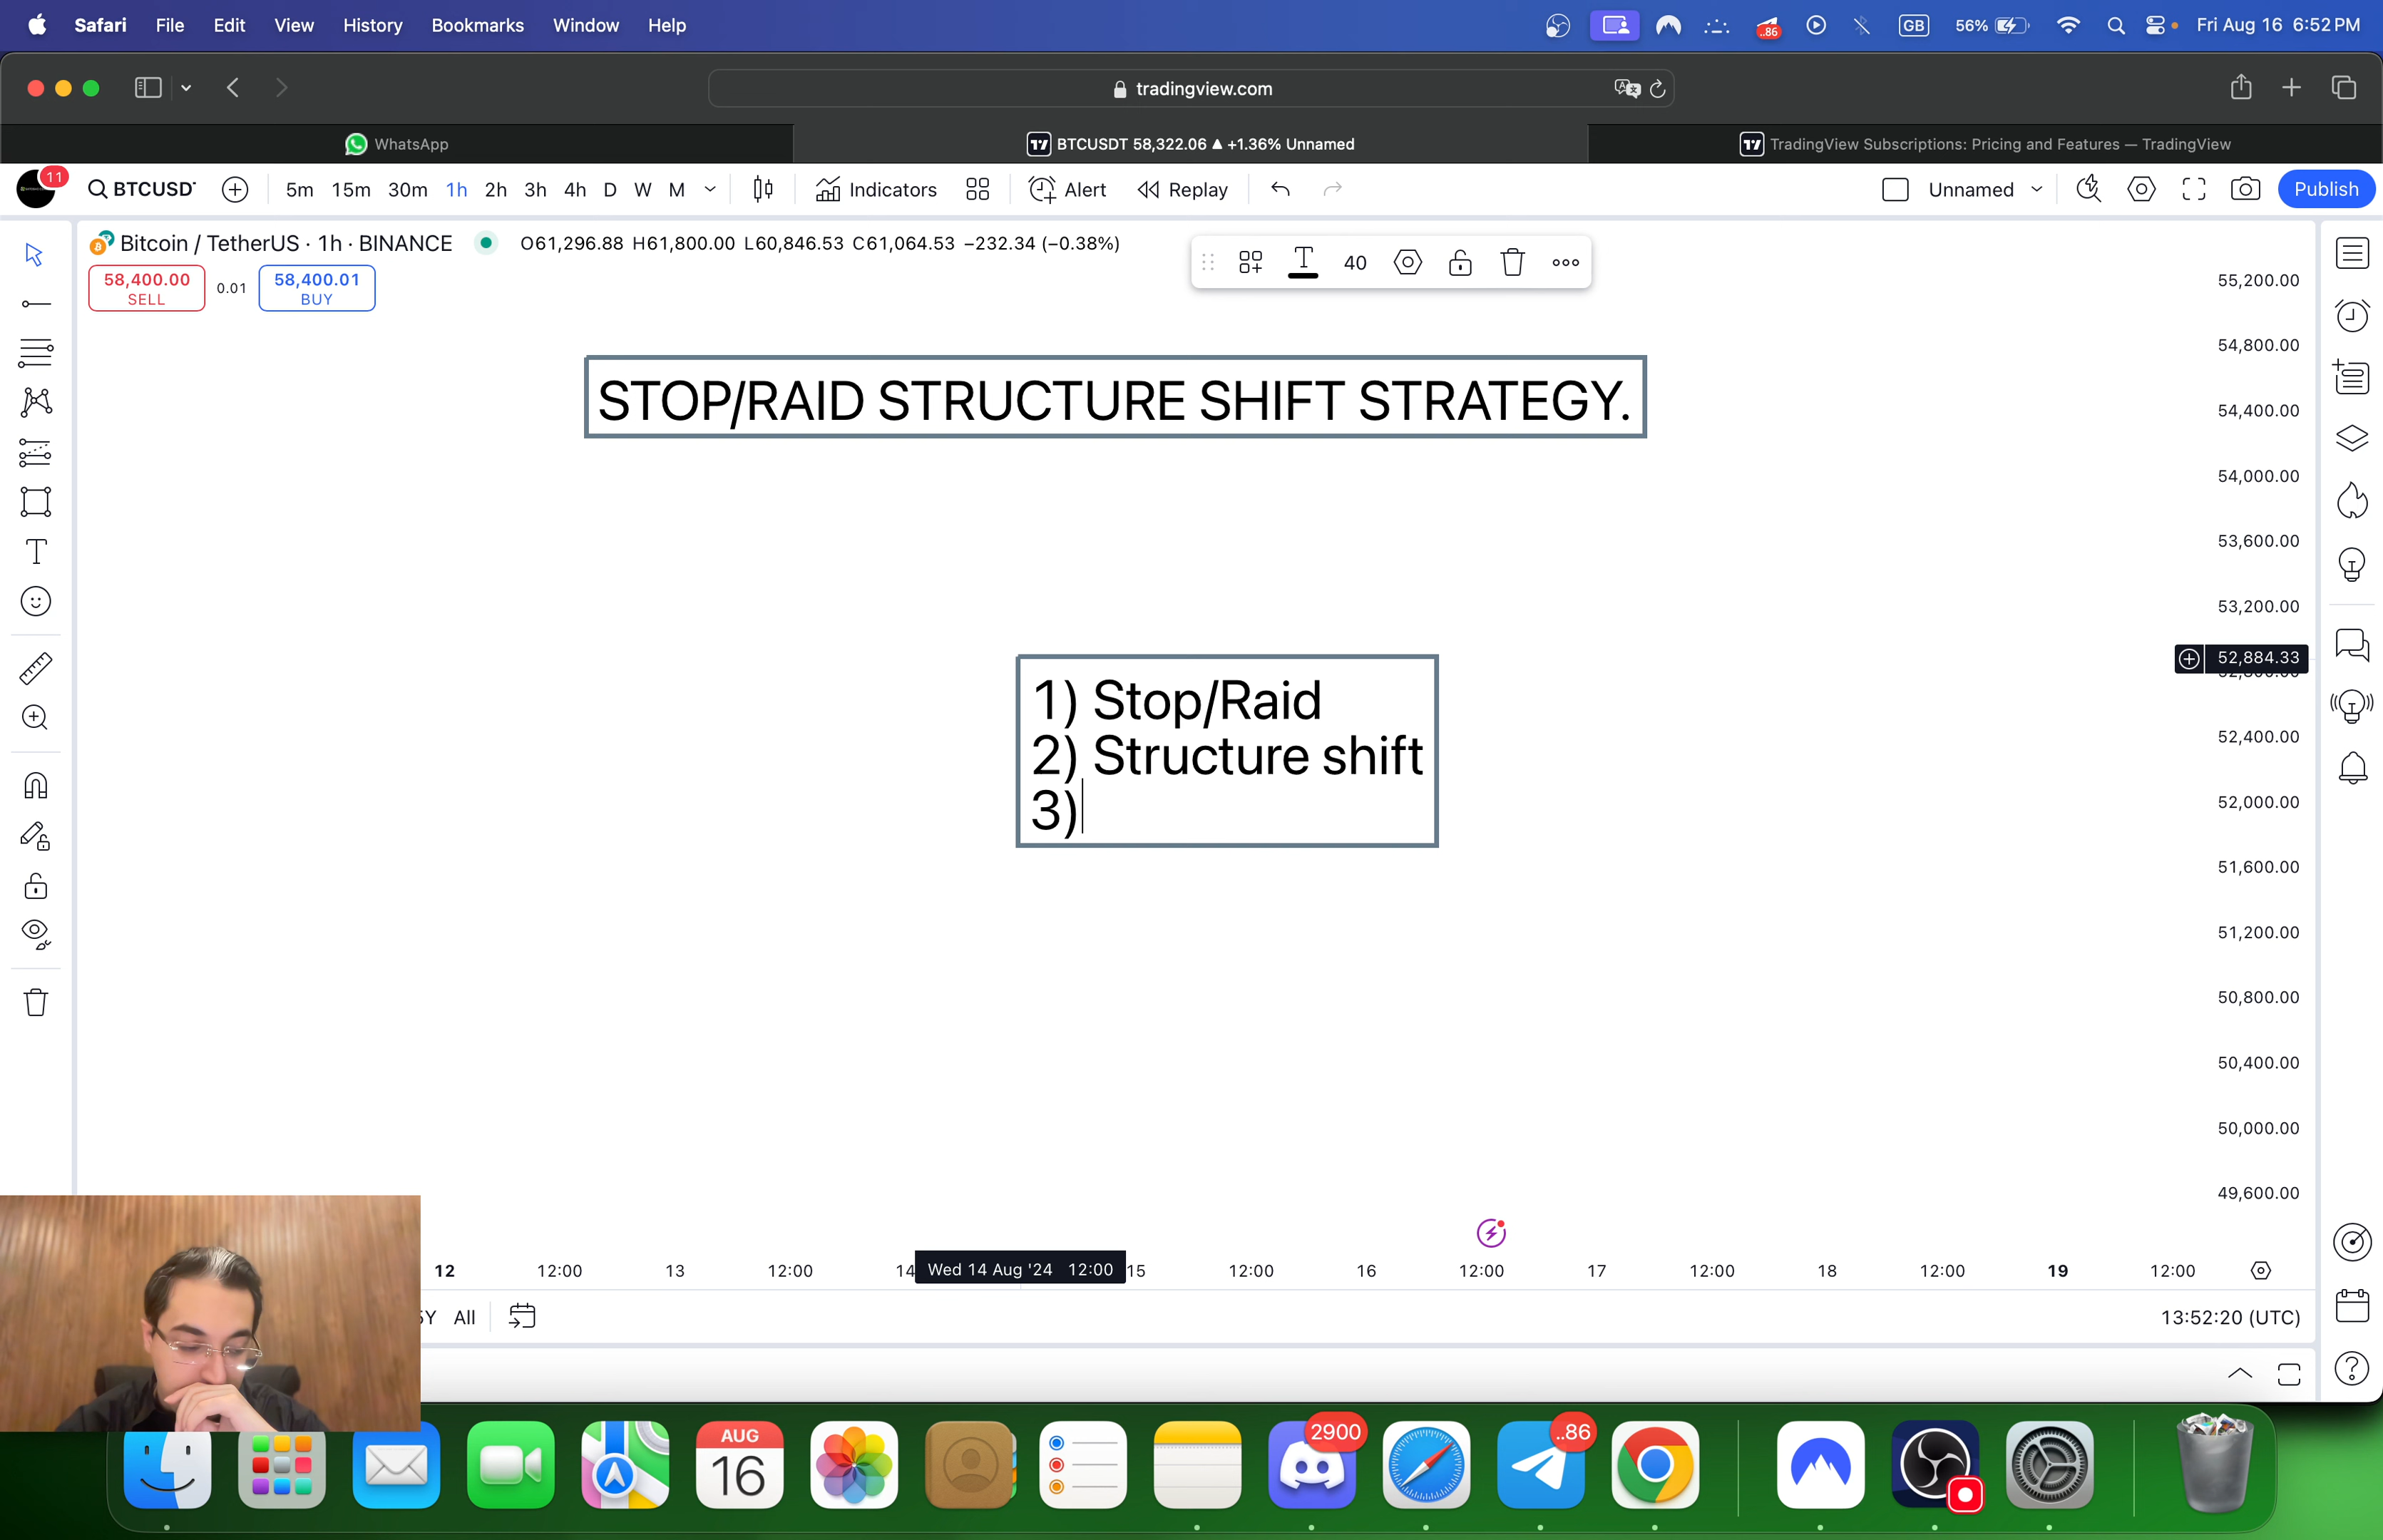 Safari File Edit View History Bookmarks Window Help ..86 GB 56% Fri Aug 16 6:52 PM
tradingview.com
WhatsApp
BTCUSDT 58,322.06 ▲ +1.36% Unnamed
TradingView Subscriptions: Pricing and Features — TradingView
11
BTCUSD 5m 15m 30m 1h 2h 3h 4h D W M Indicators Alert Replay Unnamed Publish
Bitcoin / TetherUS · 1h · BINANCE O61,296.88 H61,800.00 L60,846.53 C61,064.53 −232.34 (−0.38%)
58,400.00
SELL
0.01
58,400.01
BUY
40
STOP/RAID STRUCTURE SHIFT STRATEGY.
1) Stop/Raid
2) Structure shift
3)
55,200.00
54,800.00
54,400.00
54,000.00
53,600.00
53,200.00
52,884.33
52,400.00
52,000.00
51,600.00
51,200.00
50,800.00
50,400.00
50,000.00
49,600.00
12 12:00 13 12:00 14 Wed 14 Aug '24 12:00 15 12:00 16 12:00 17 12:00 18 12:00 19 12:00
All
13:52:20 (UTC)
AUG
16
2900
..86